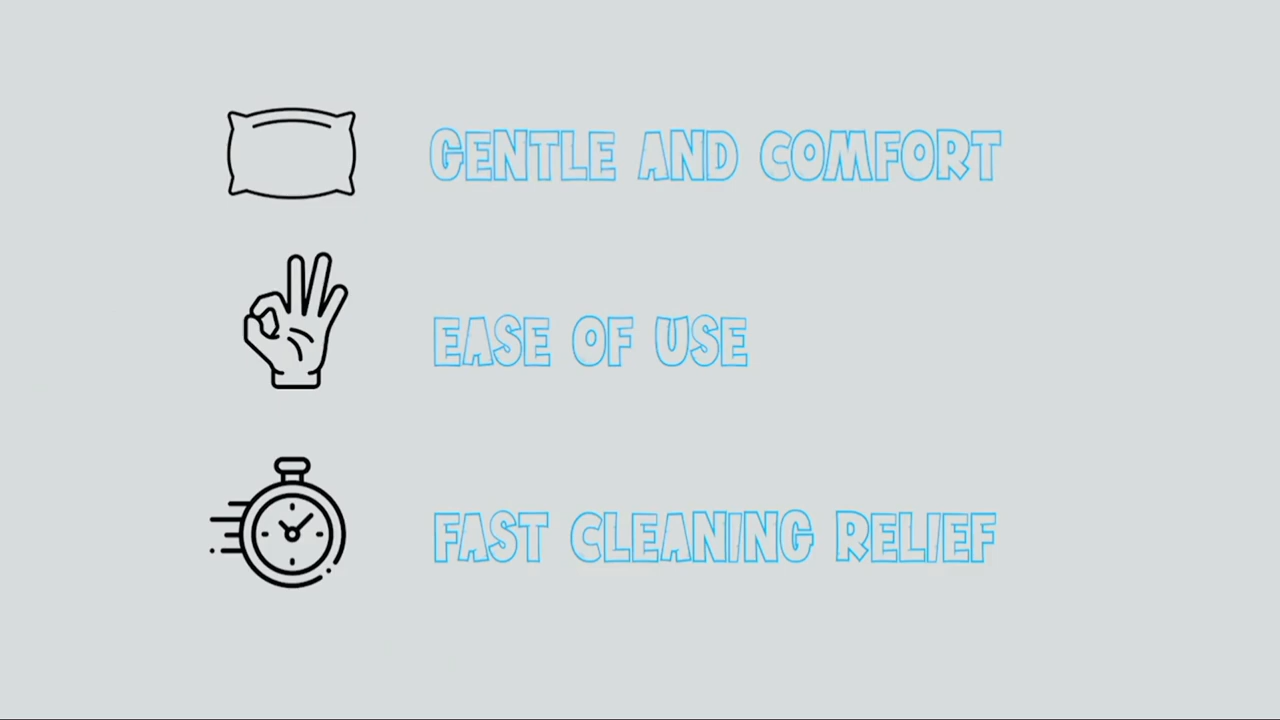 GENTLE AND COMFORT
EASE OF USE
FAST CLEANING RELIEF